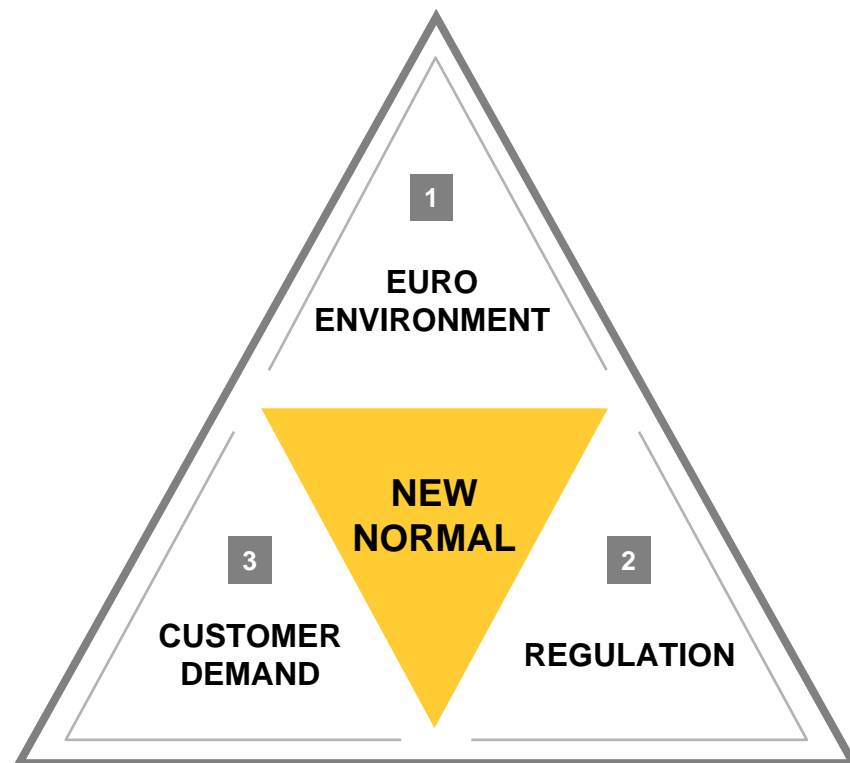 1
EURO
ENVIRONMENT
NEW
NORMAL
3
CUSTOMER
DEMAND
2
REGULATION